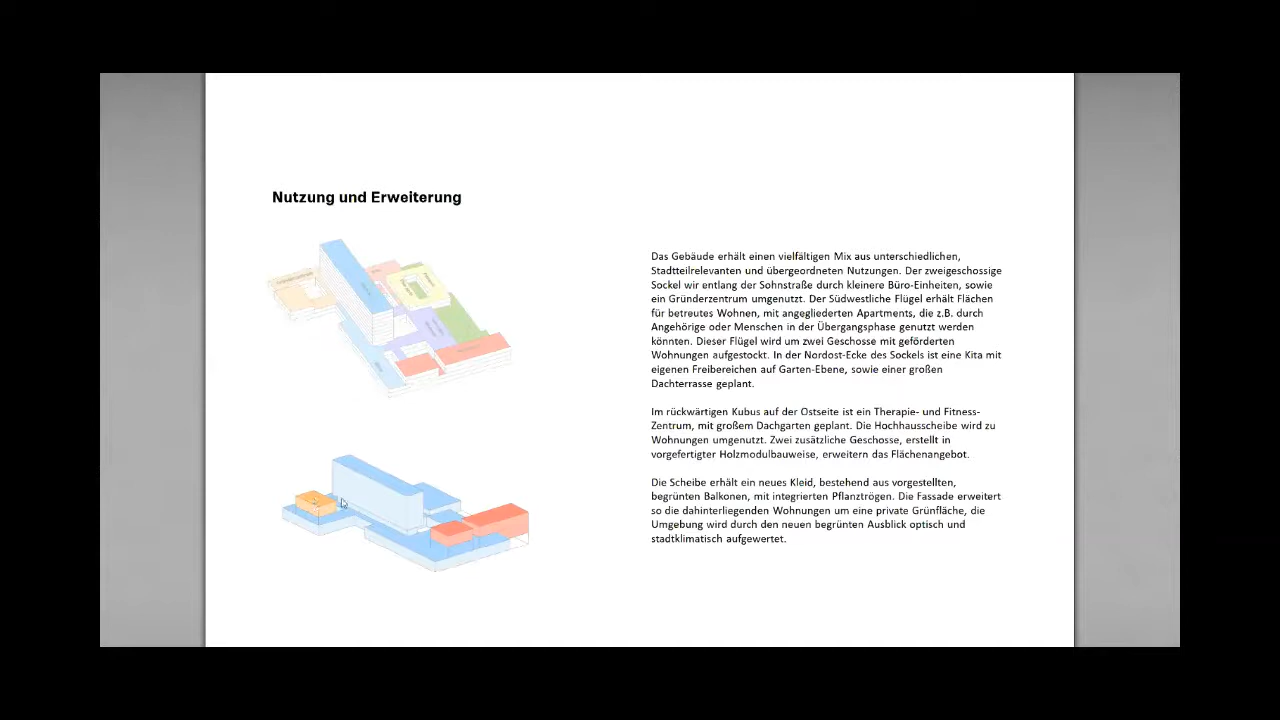 Nutzung und Erweiterung
Das Gebäude erhält einen vielfältigen Mix aus unterschiedlichen,
Stadtteilrelevanten und übergeordneten Nutzungen. Der zweigeschossige
Sockel wir entlang der Sohnstraße durch kleinere Büro-Einheiten, sowie
ein Gründerzentrum umgenutzt. Der Südwestliche Flügel erhält Flächen
für betreutes Wohnen, mit angegliederten Apartments, die z.B. durch
Angehörige oder Menschen in der Übergangsphase genutzt werden
könnten. Dieser Flügel wird um zwei Geschosse mit geförderten
Wohnungen aufgestockt. In der Nordost-Ecke des Sockels ist eine Kita mit
eigenen Freibereichen auf Garten-Ebene, sowie einer großen
Dachterrasse geplant.
Im rückwärtigen Kubus auf der Ostseite ist ein Therapie- und Fitness-
Zentrum, mit großem Dachgarten geplant. Die Hochhausscheibe wird zu
Wohnungen umgenutzt. Zwei zusätzliche Geschosse, erstellt in
vorgefertigter Holzmodulbauweise, erweitern das Flächenangebot.
Die Scheibe erhält ein neues Kleid, bestehend aus vorgestellten,
begrünten Balkonen, mit integrierten Pflanztrögen. Die Fassade erweitert
so die dahinterliegenden Wohnungen um eine private Grünfläche, die
Umgebung wird durch den neuen begrünten Ausblick optisch und
stadtklimatisch aufgewertet.